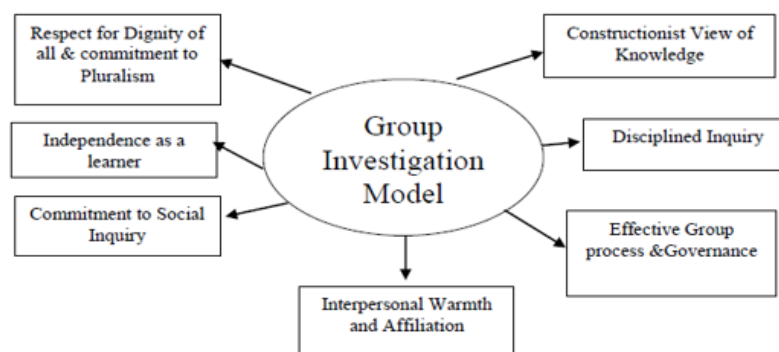 Respect for Dignity of
all & commitment to
Pluralism
Constructionist View of
Knowledge
Group
Investigation
Model
Independence as a
learner
Disciplined Inquiry
Commitment to Social
Inquiry
Effective Group
process &Governance
Interpersonal Warmth
and Affiliation